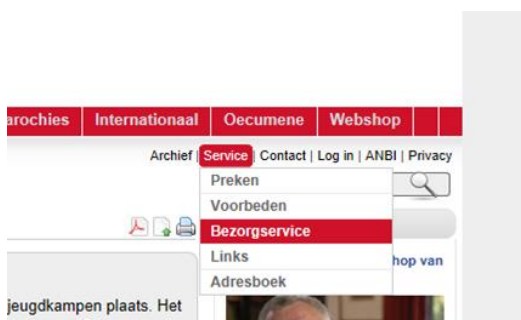 arochies Internationaal Oecumene Webshop
Archief | Service | Contact | Log in | ANBI | Privacy
Preken
Voorbeden
Bezorgservice
Links
hop van
Adresboek
jeugdkampen plaats. Het